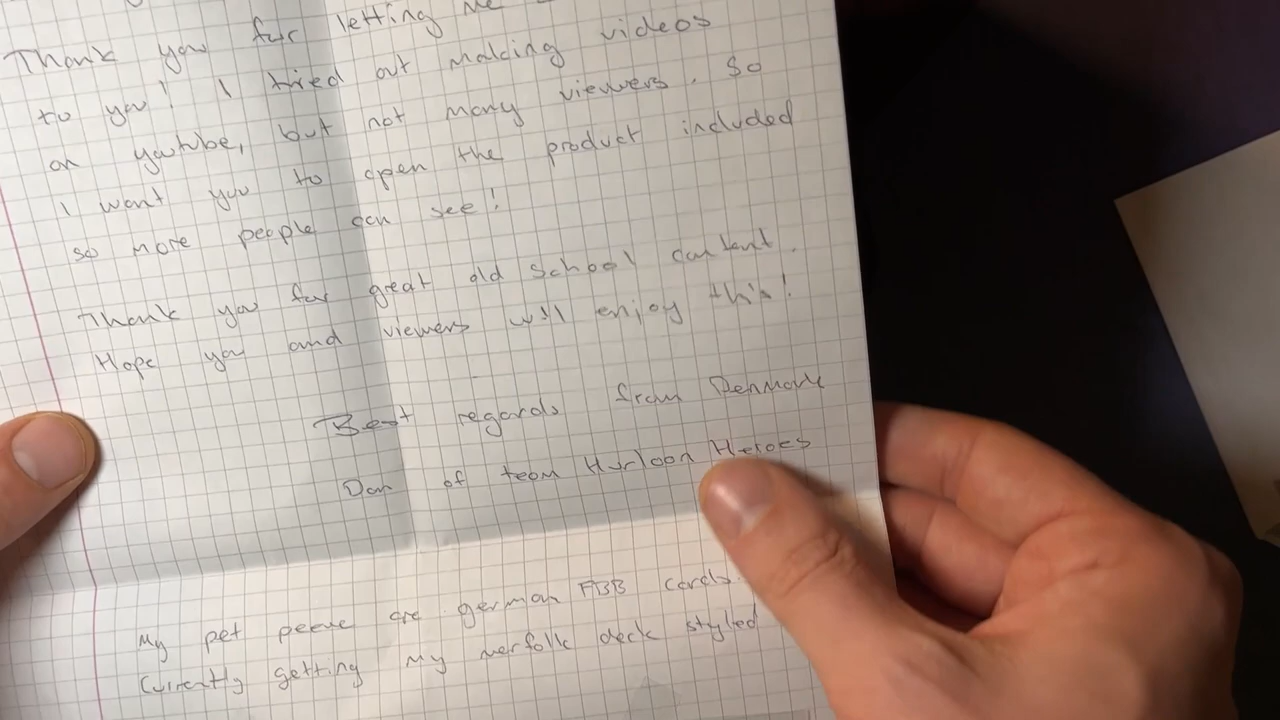 Thank you for letting me
to you! I tried out making videos
on youtube, but not many viewers. So
I want you to open the product included
so more people can see!
Thank you for great old school content.
Hope you and viewers will enjoy this!
Best regards from Denmark
Dan of team Hurloon Heroes
My pet peeve are german FBB cards.
Currently getting my merfolk deck styled